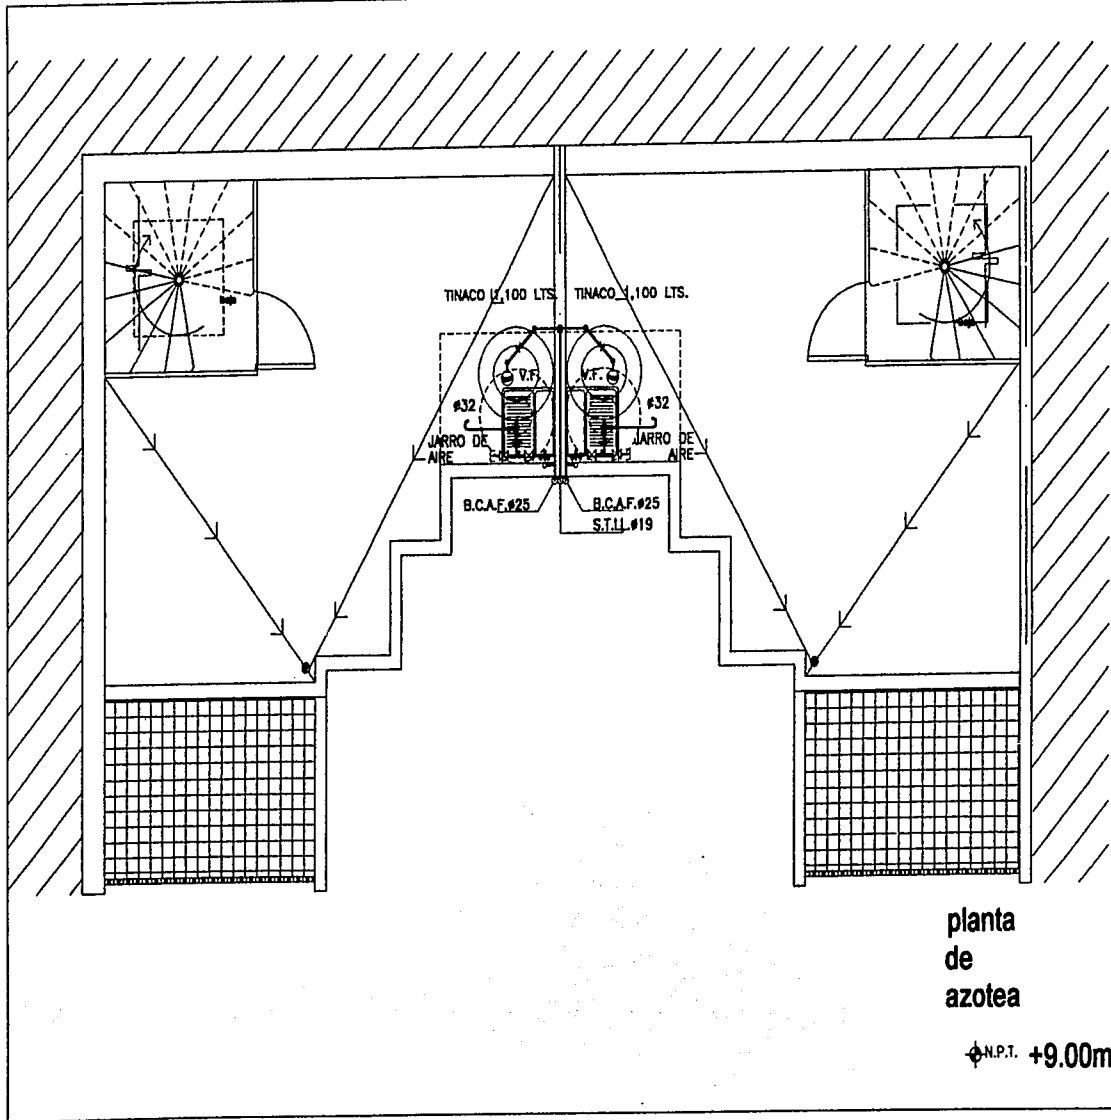 TINACO 1,100 LTS.
TINACO 1,100 LTS.
V.F.
V.F.
ø32
ø32
JARRO DE
AIRE
JARRO DE
AIRE
B.C.A.F.ø25
B.C.A.F.ø25
S.T.LL.ø19
planta
de
azotea
N.P.T. +9.00m